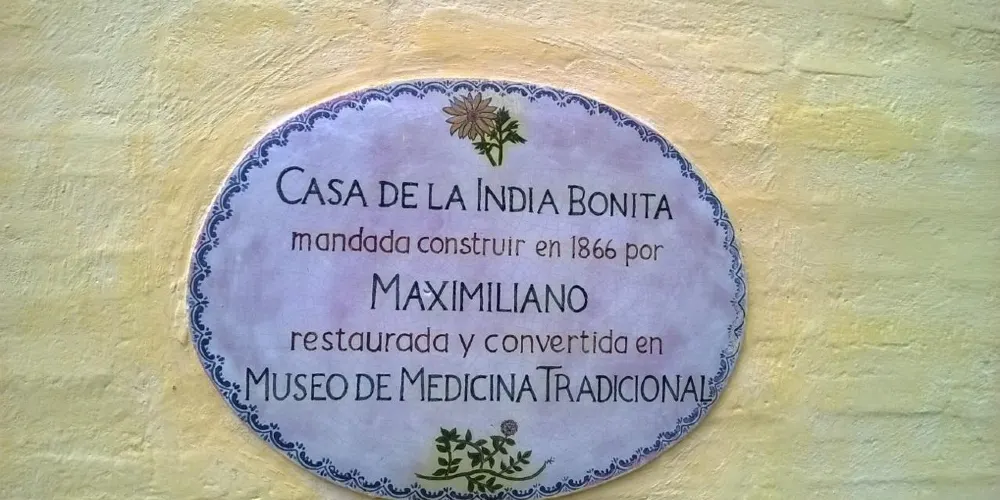 CASA DE LA INDIA BONITA
mandada construir en 1866 por
MAXIMILIANO
restaurada y convertida en
MUSEO DE MEDICINA TRADICIONAL